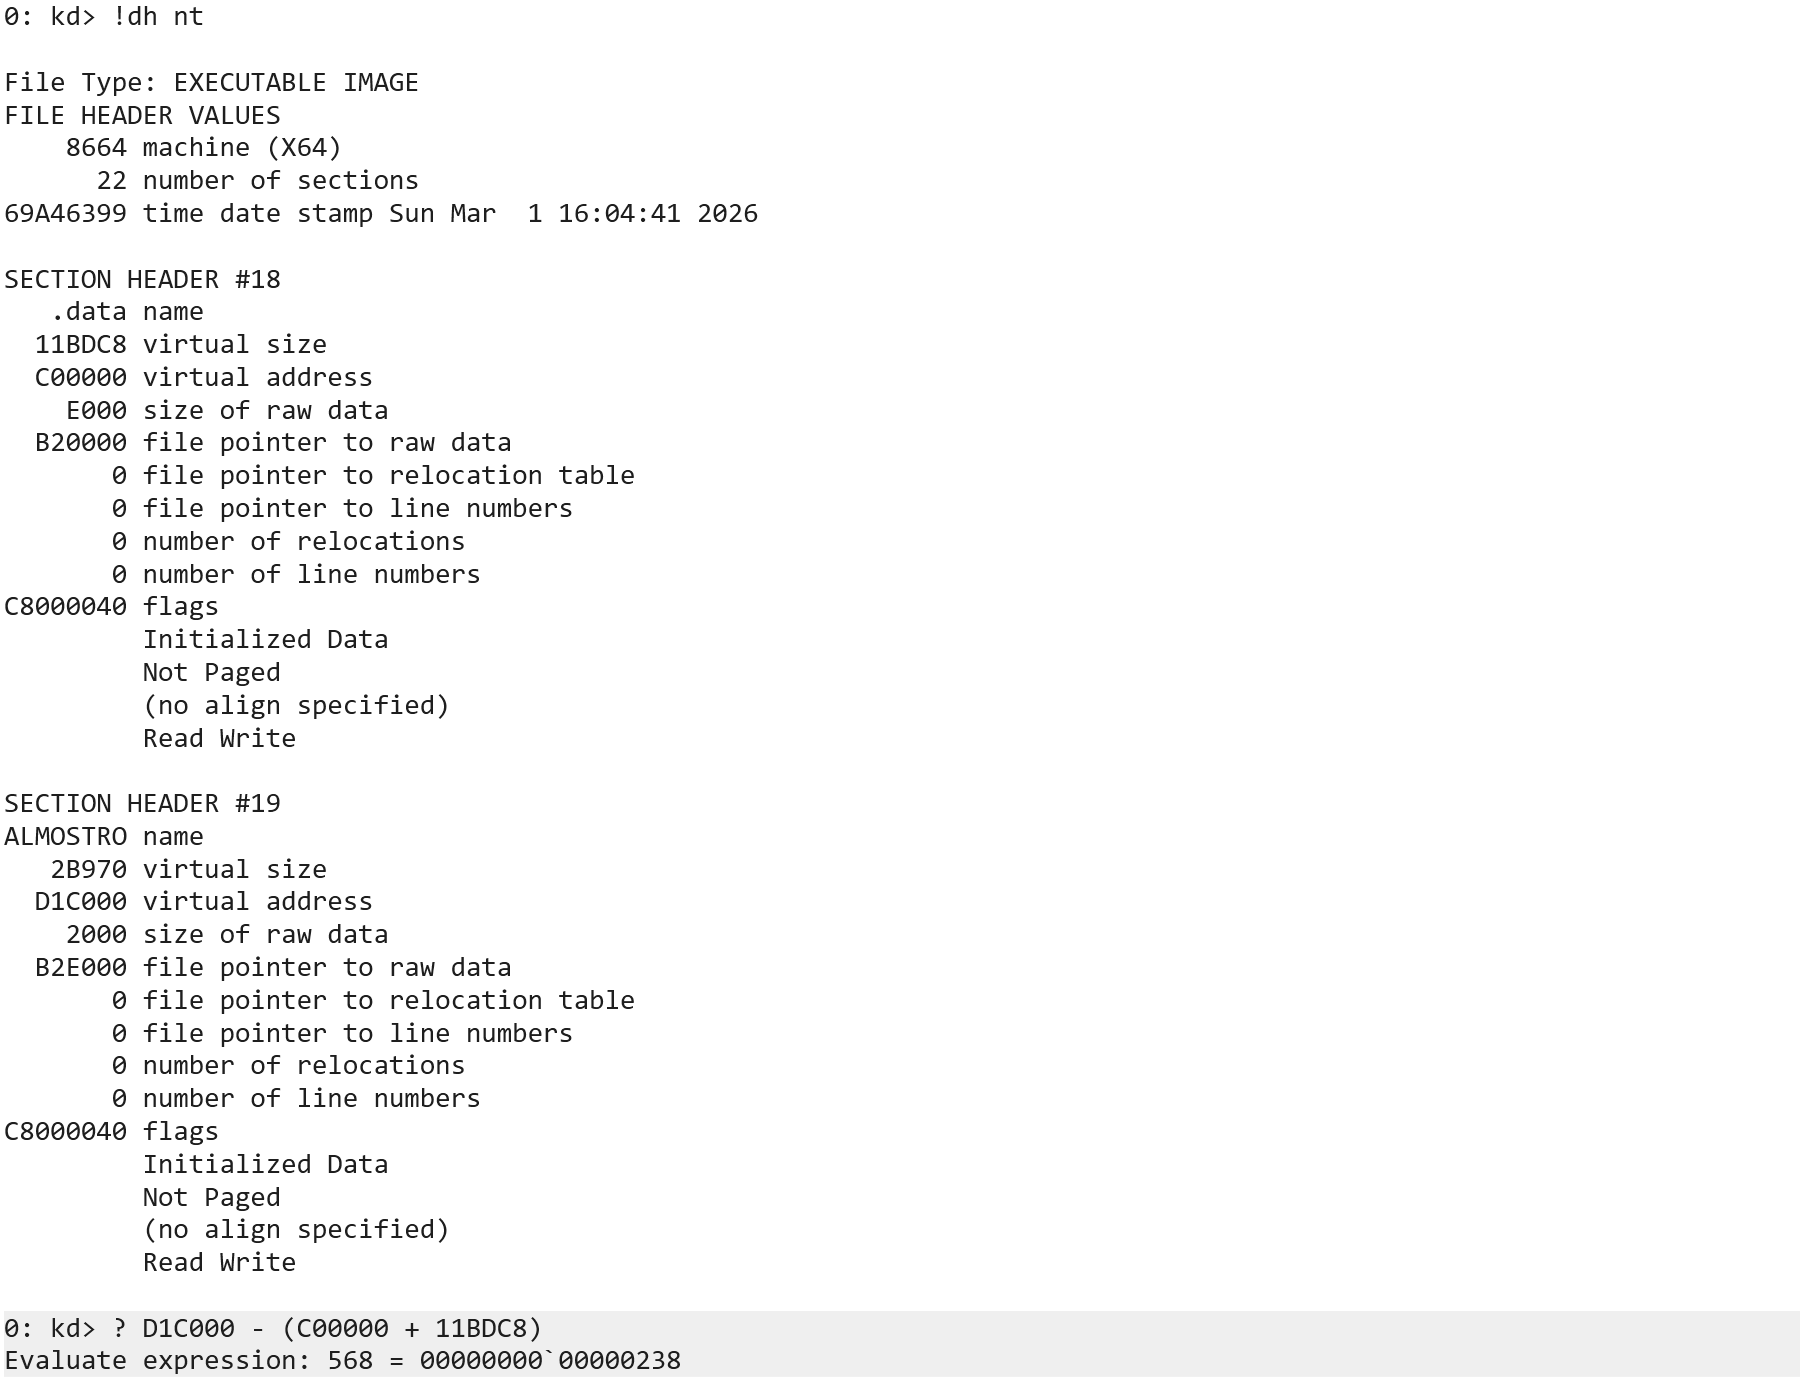 0: kd> !dh nt
File Type: EXECUTABLE IMAGE
FILE HEADER VALUES
8664 machine (X64)
22 number of sections
69A46399 time date stamp Sun Mar  1 16:04:41 2026
SECTION HEADER #18
.data name
11BDC8 virtual size
C00000 virtual address
E000 size of raw data
B20000 file pointer to raw data
0 file pointer to relocation table
0 file pointer to line numbers
0 number of relocations
0 number of line numbers
C8000040 flags
Initialized Data
Not Paged
(no align specified)
Read Write
SECTION HEADER #19
ALMOSTRO name
2B970 virtual size
D1C000 virtual address
2000 size of raw data
B2E000 file pointer to raw data
0 file pointer to relocation table
0 file pointer to line numbers
0 number of relocations
0 number of line numbers
C8000040 flags
Initialized Data
Not Paged
(no align specified)
Read Write
0: kd> ? D1C000 - (C00000 + 11BDC8)
Evaluate expression: 568 = 00000000`00000238